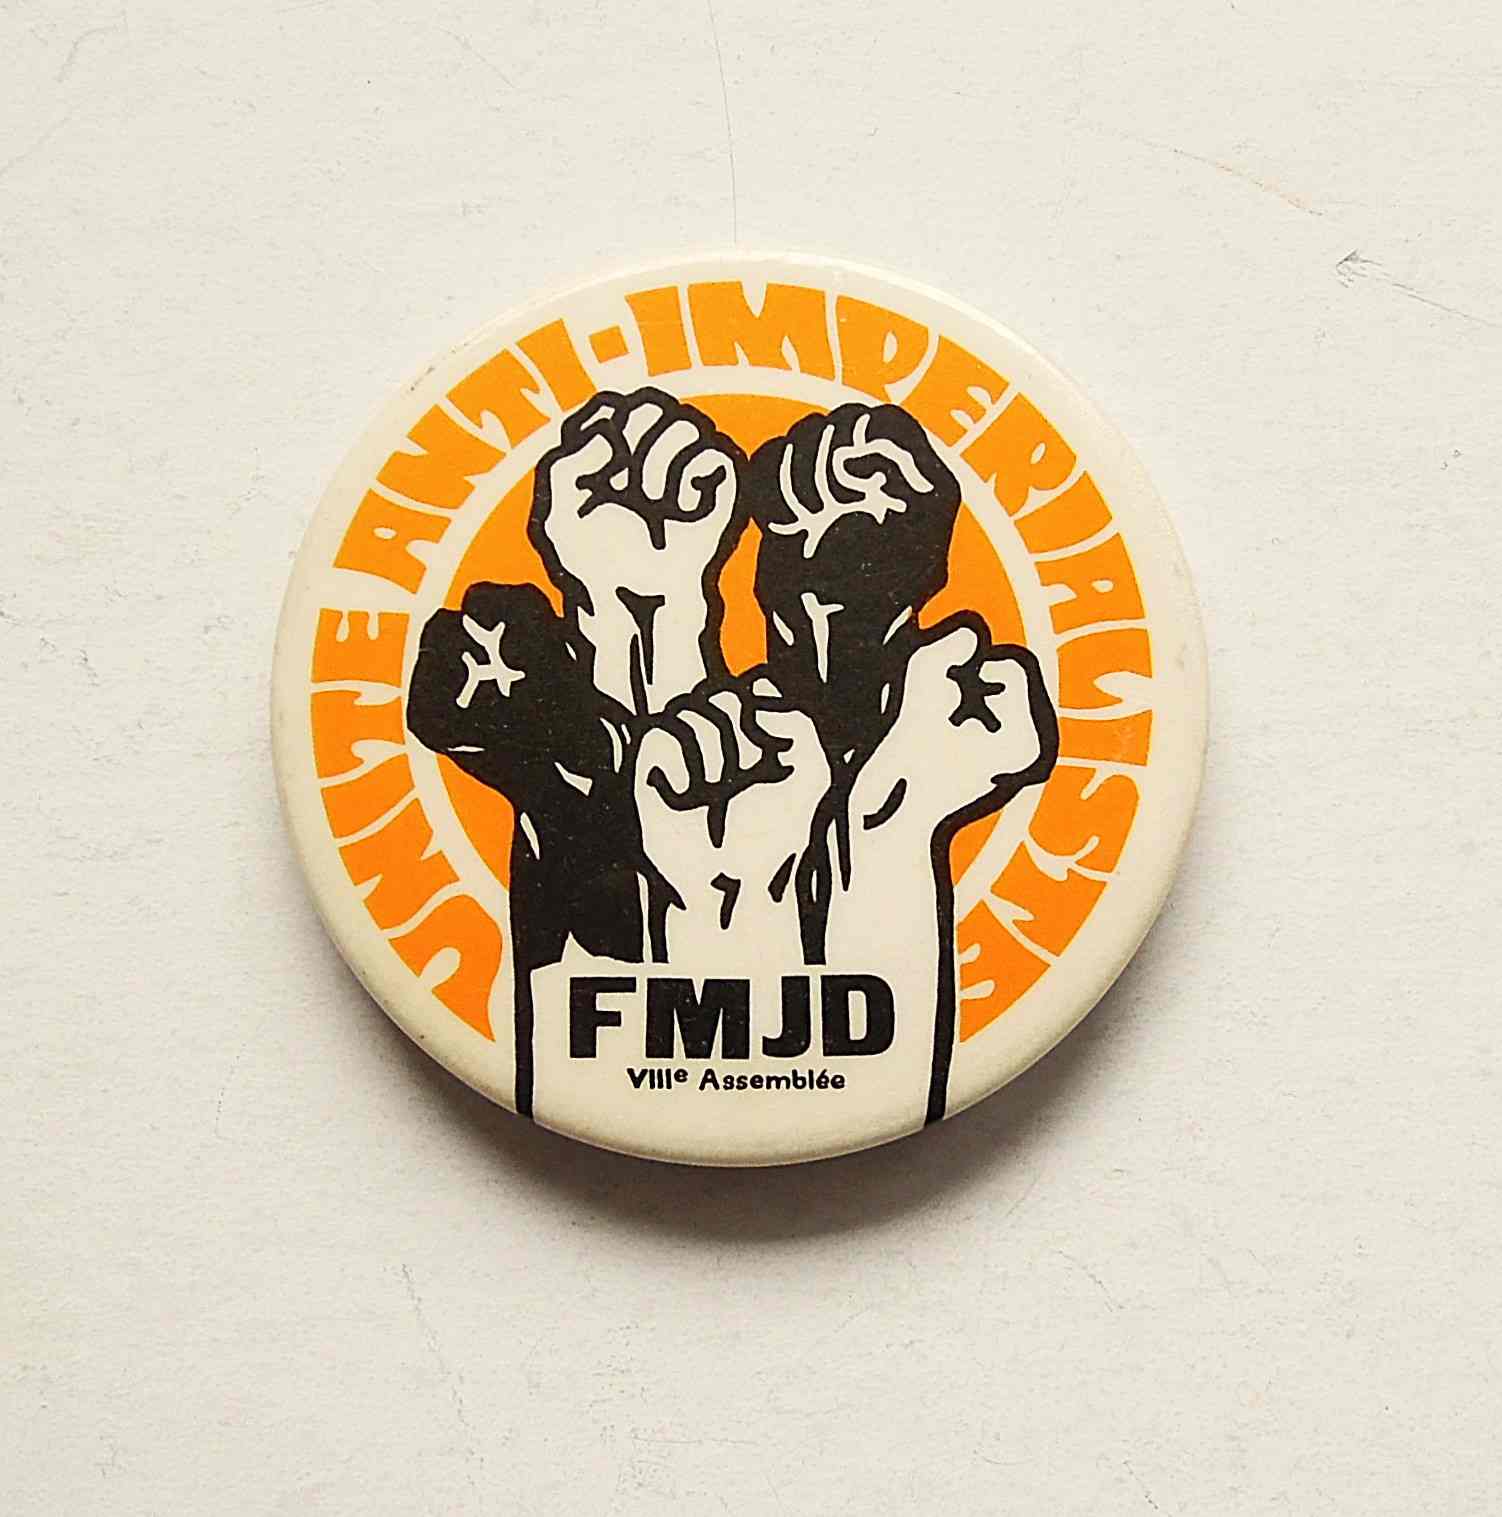 UNITE ANTI-IMPERIALISTE
FMJD
VIIIe Assemblée